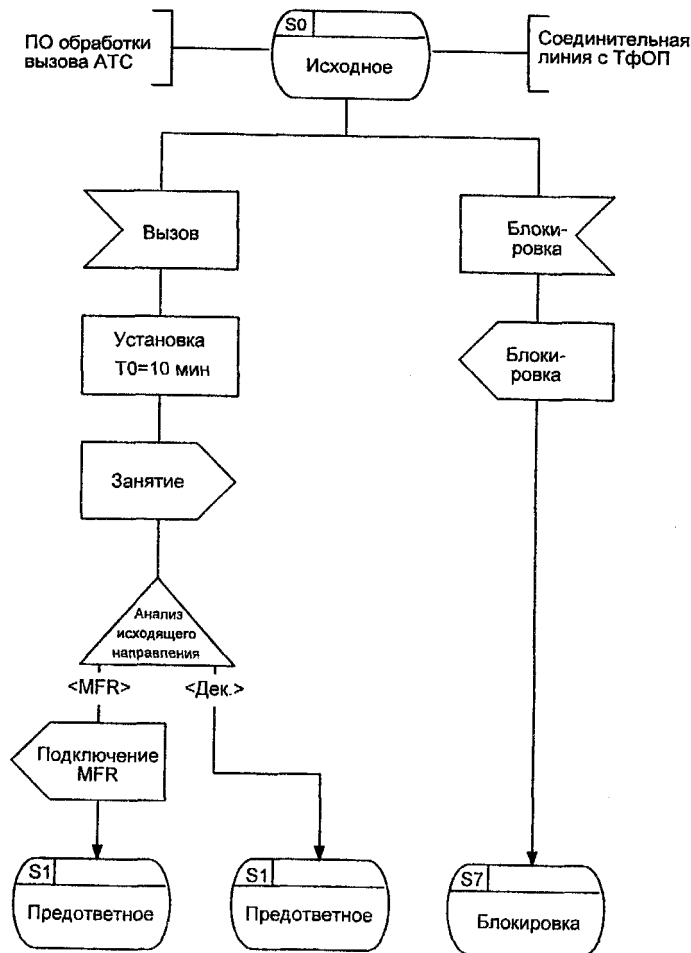 ПО обработки
вызова АТС
S0
Исходное
Соединительная
линия с ТфОП
Вызов
Блоки-
ровка
Установка
T0=10 мин
Блоки-
ровка
Занятие
Анализ
исходящего
направления
<MFR>
<Дек.>
Подключение
MFR
S1
Предответное
S1
Предответное
S7
Блокировка